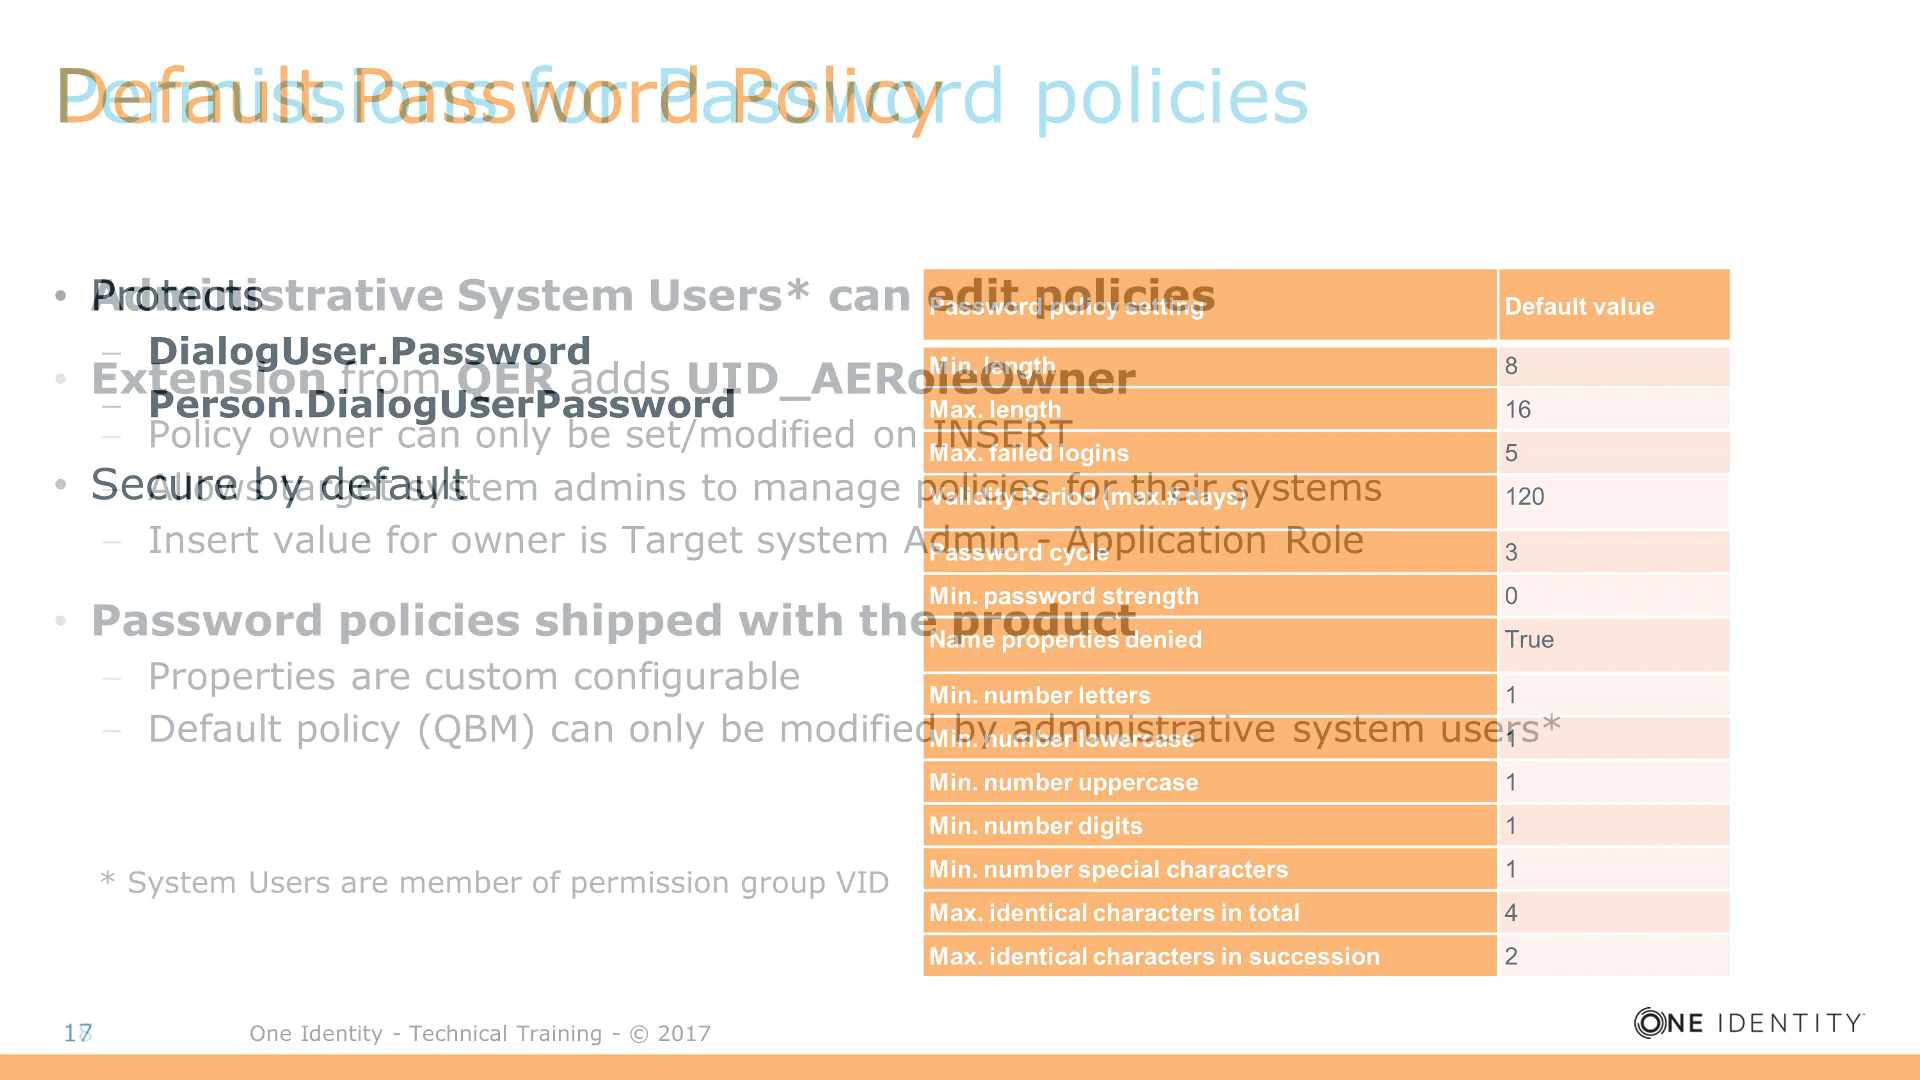 Default Password Policy
Permissions for Password policies
• Protects
– DialogUser.Password
– Person.DialogUserPassword
• Secure by default
• Administrative System Users* can edit policies
• Extension from QER adds UID_AERoleOwner
– Policy owner can only be set/modified on INSERT
– Allows target system admins to manage policies for their systems
– Insert value for owner is Target system Admin - Application Role
• Password policies shipped with the product
– Properties are custom configurable
– Default policy (QBM) can only be modified by administrative system users*
* System Users are member of permission group VID
Password policy setting Default value
Min. length 8
Max. length 16
Max. failed logins 5
Validity Period (max.# days) 120
Password cycle 3
Min. password strength 0
Name properties denied True
Min. number letters 1
Min. number lowercase 1
Min. number uppercase 1
Min. number digits 1
Min. number special characters 1
Max. identical characters in total 4
Max. identical characters in succession 2
One Identity - Technical Training - © 2017
ONE IDENTITY